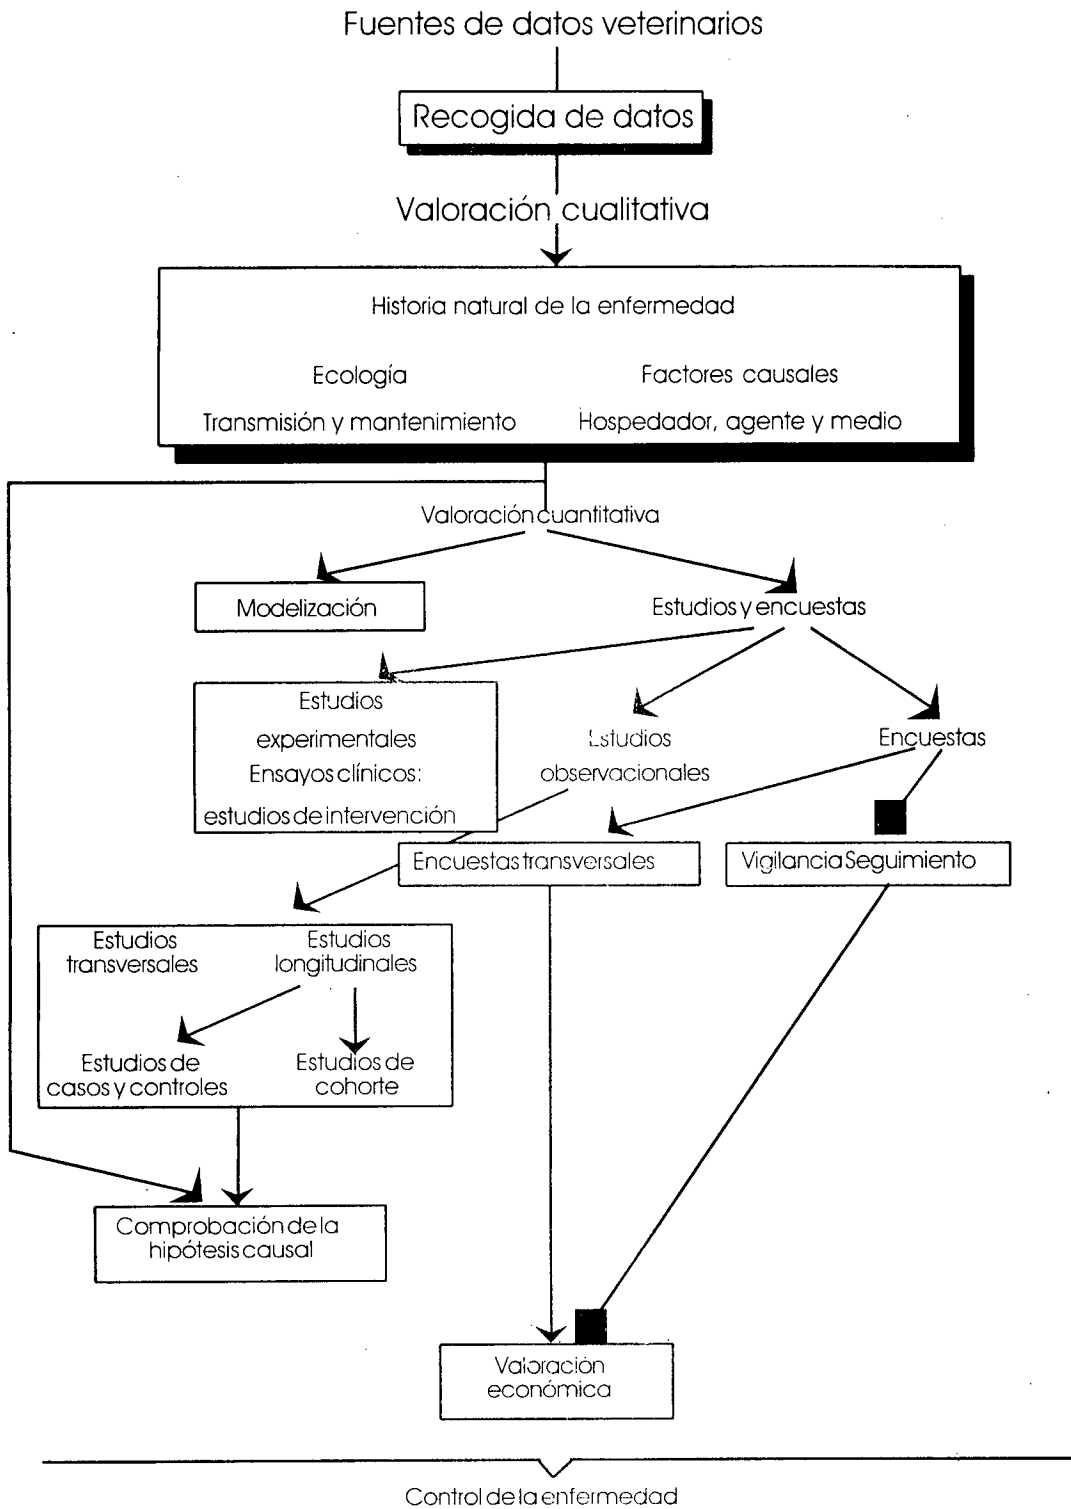 Fuentes de datos veterinarios
Recogida de datos
Valoración cualitativa
Historia natural de la enfermedad
Ecología
Factores causales
Transmisión y mantenimiento
Hospedador, agente y medio
Valoración cuantitativa
Modelización
Estudios y encuestas
Estudios
experimentales
Ensayos clínicos:
estudios de intervención
Estudios
observacionales
Encuestas
Encuestas transversales
Vigilancia Seguimiento
Estudios
transversales
Estudios
longitudinales
Estudios de
casos y controles
Estudios de
cohorte
Comprobación de la
hipótesis causal
Valoración
económica
Control de la enfermedad